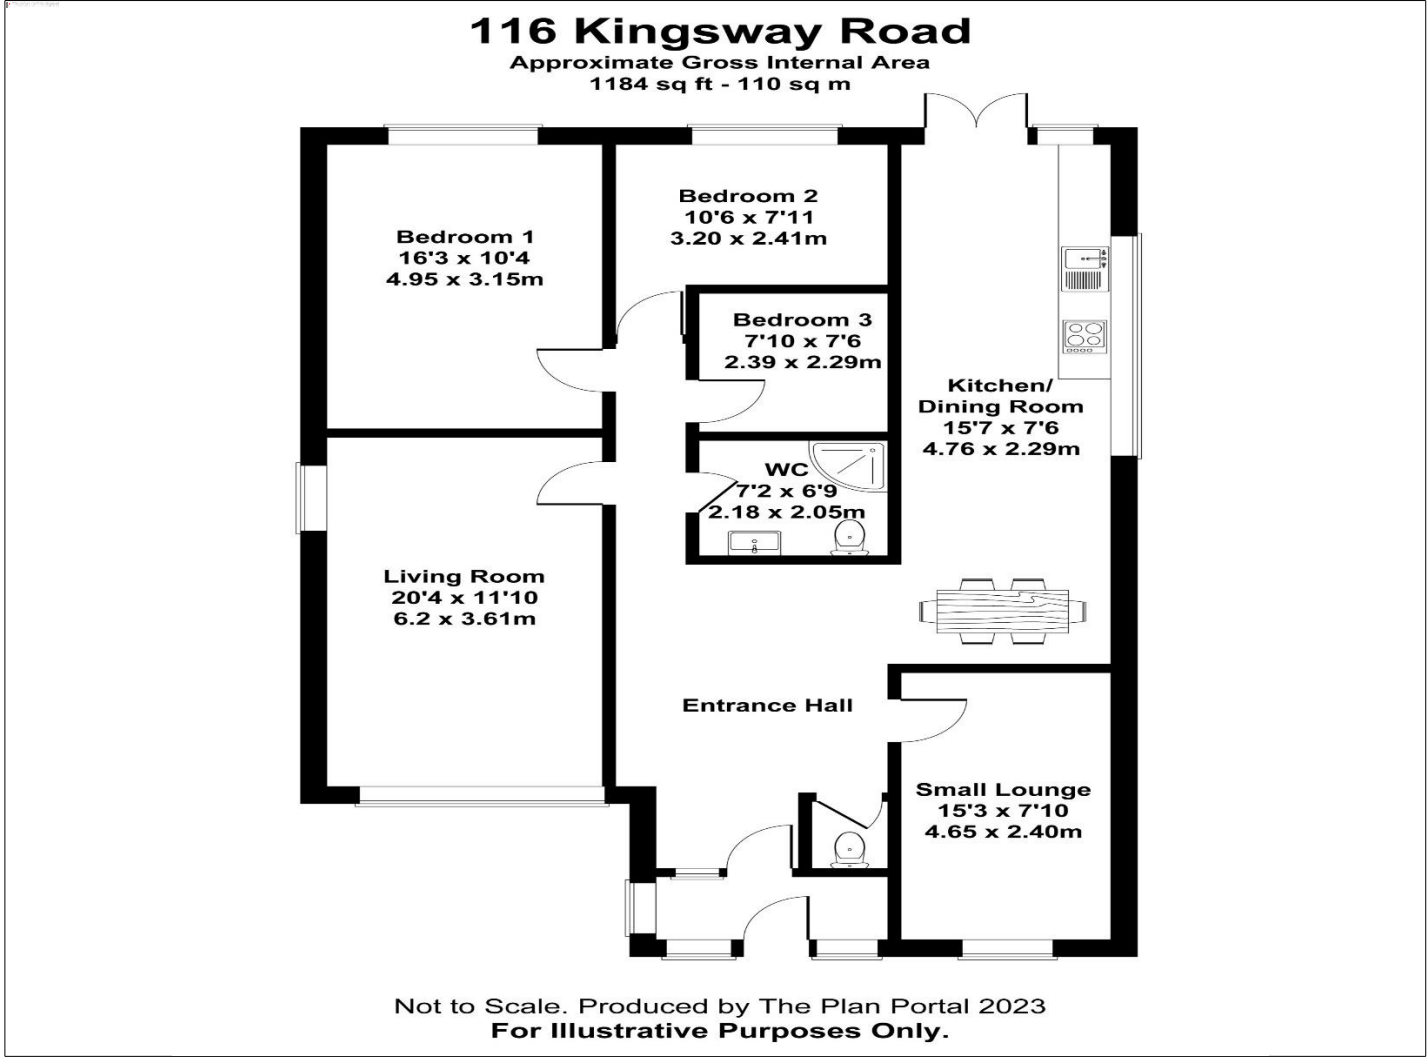 116 Kingsway Road
Approximate Gross Internal Area
1184 sq ft - 110 sq m
Bedroom 1
16'3 x 10'4
4.95 x 3.15m
Bedroom 2
10'6 x 7'11
3.20 x 2.41m
Bedroom 3
7'10 x 7'6
2.39 x 2.29m
Kitchen/
Dining Room
15'7 x 7'6
4.76 x 2.29m
WC
7'2 x 6'9
2.18 x 2.05m
Living Room
20'4 x 11'10
6.2 x 3.61m
Entrance Hall
Small Lounge
15'3 x 7'10
4.65 x 2.40m
Not to Scale. Produced by The Plan Portal 2023
For Illustrative Purposes Only.